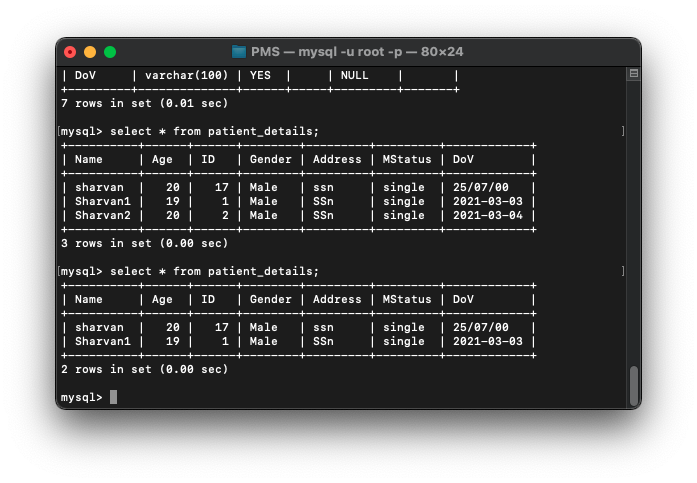 PMS — mysql -u root -p — 80×24
| DoV     | varchar(100) | YES  |     | NULL    |       |
+---------+--------------+------+-----+---------+-------+
7 rows in set (0.01 sec)
[mysql> select * from patient_details;                                          ]
+----------+------+------+--------+---------+---------+------------+
| Name     | Age  | ID   | Gender | Address | MStatus | DoV        |
+----------+------+------+--------+---------+---------+------------+
| sharvan  |   20 |   17 | Male   | ssn     | single  | 25/07/00   |
| Sharvan1 |   19 |    1 | Male   | SSn     | single  | 2021-03-03 |
| Sharvan2 |   20 |    2 | Male   | SSn     | single  | 2021-03-04 |
+----------+------+------+--------+---------+---------+------------+
3 rows in set (0.00 sec)
[mysql> select * from patient_details;                                          ]
+----------+------+------+--------+---------+---------+------------+
| Name     | Age  | ID   | Gender | Address | MStatus | DoV        |
+----------+------+------+--------+---------+---------+------------+
| sharvan  |   20 |   17 | Male   | ssn     | single  | 25/07/00   |
| Sharvan1 |   19 |    1 | Male   | SSn     | single  | 2021-03-03 |
+----------+------+------+--------+---------+---------+------------+
2 rows in set (0.00 sec)
mysql>